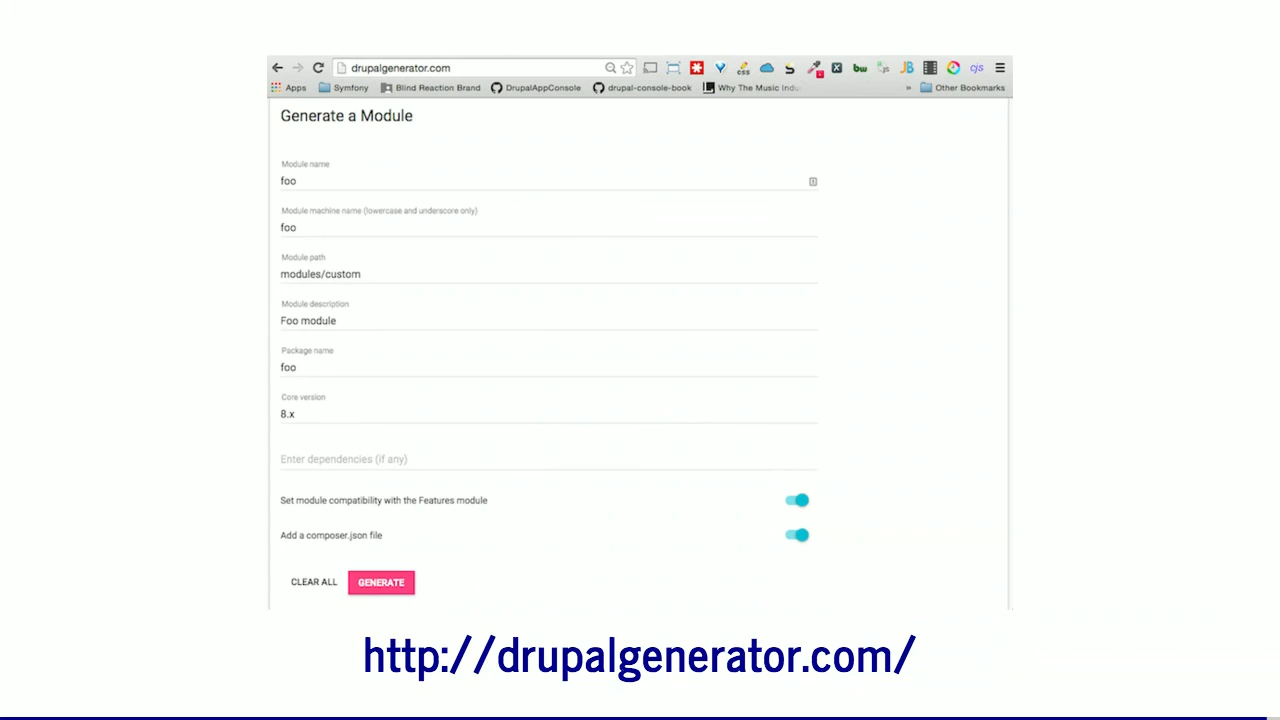 drupalgenerator.com
Apps Symfony Blind Reaction Brand DrupalAppConsole drupal-console-book Why The Music Indu » Other Bookmarks
Generate a Module
Module name
foo
Module machine name (lowercase and underscore only)
foo
Module path
modules/custom
Module description
Foo module
Package name
foo
Core version
8.x
Enter dependencies (if any)
Set module compatibility with the Features module
Add a composer.json file
CLEAR ALL GENERATE
http://drupalgenerator.com/